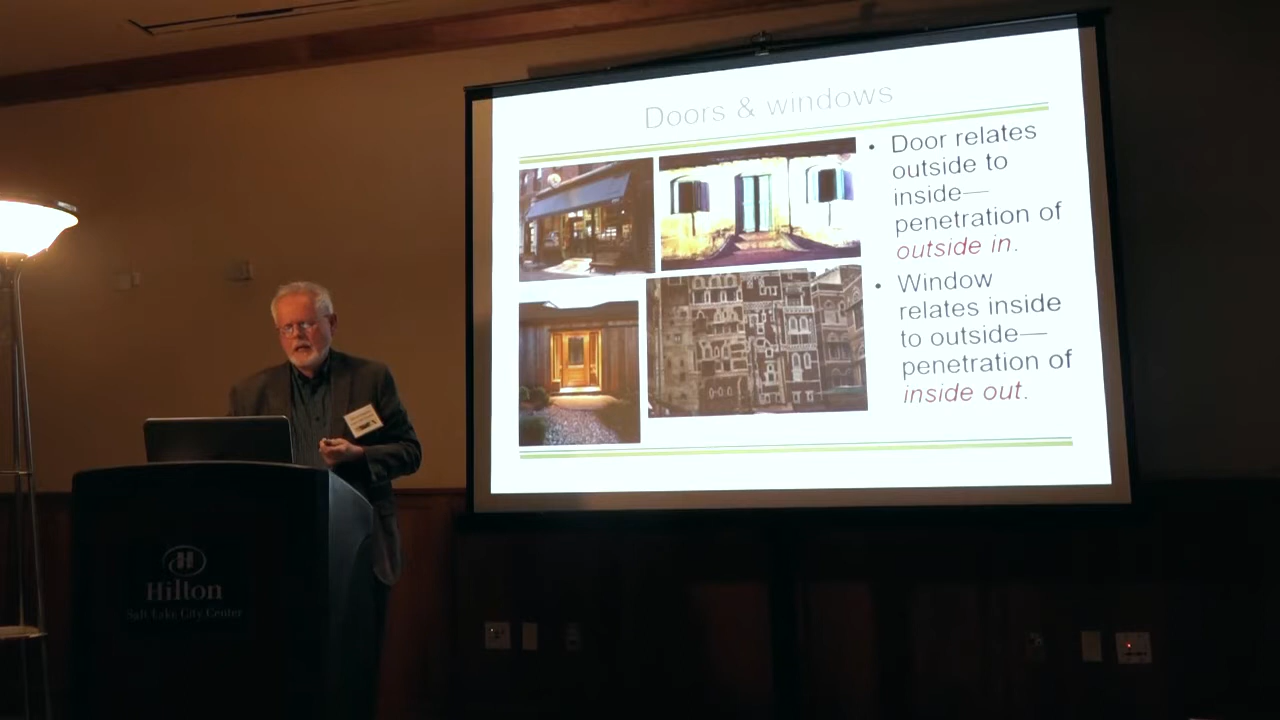 Doors & windows
• Door relates
outside to
inside—
penetration of
outside in.
• Window
relates inside
to outside—
penetration of
inside out.
Hilton
Salt Lake City Center